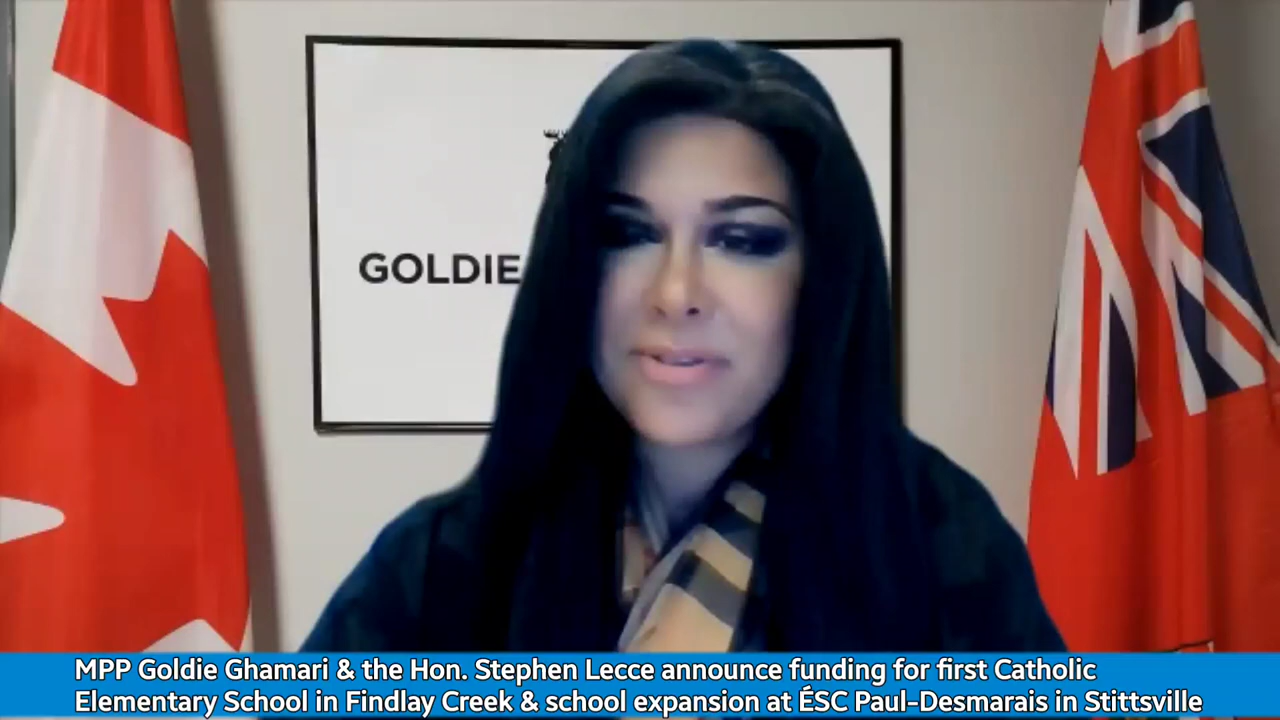 GOLDIE
MPP Goldie Ghamari & the Hon. Stephen Lecce announce funding for first Catholic
Elementary School in Findlay Creek & school expansion at ÉSC Paul-Desmarais in Stittsville